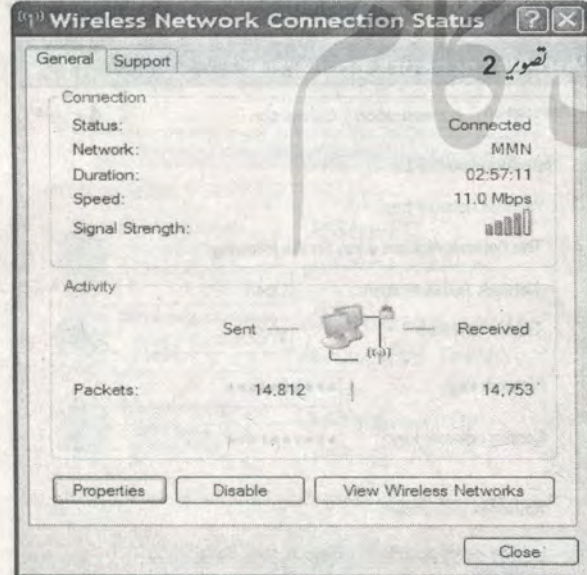 Wireless Network Connection Status
General Support
تصویر 2
Connection
Status: Connected
Network: MMN
Duration: 02:57:11
Speed: 11.0 Mbps
Signal Strength:
Activity
Sent Received
Packets: 14,812 14,753
Properties Disable View Wireless Networks
Close